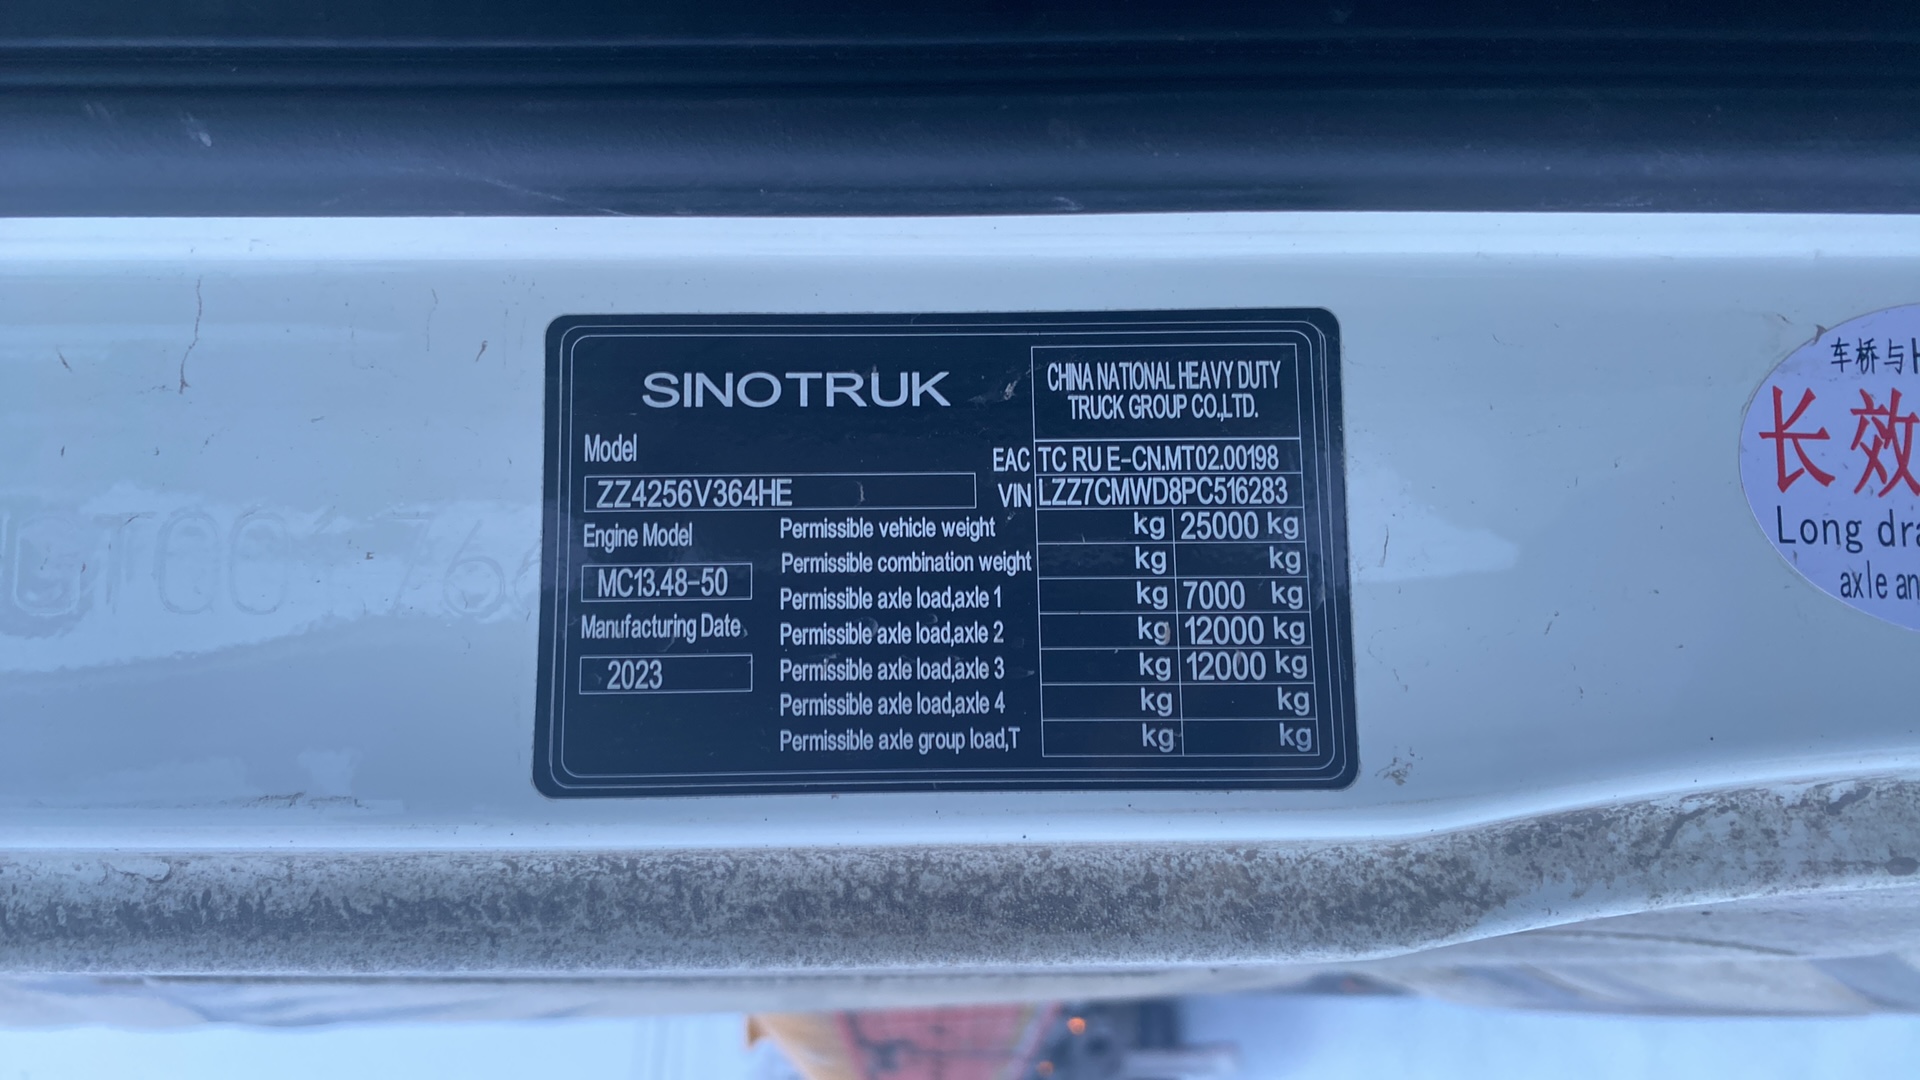 SINOTRUK
CHINA NATIONAL HEAVY DUTY
TRUCK GROUP CO.,LTD.
Model
ZZ4256V364HE
EAC TC RU E-CN.MT02.00198
VIN LZZ7CMWD8PC516283
Engine Model
MC13.48-50
Manufacturing Date
2023
Permissible vehicle weight kg 25000 kg
Permissible combination weight kg kg
Permissible axle load,axle 1 kg 7000 kg
Permissible axle load,axle 2 kg 12000 kg
Permissible axle load,axle 3 kg 12000 kg
Permissible axle load,axle 4 kg kg
Permissible axle group load,T kg kg
车桥与
长效
Long
axle